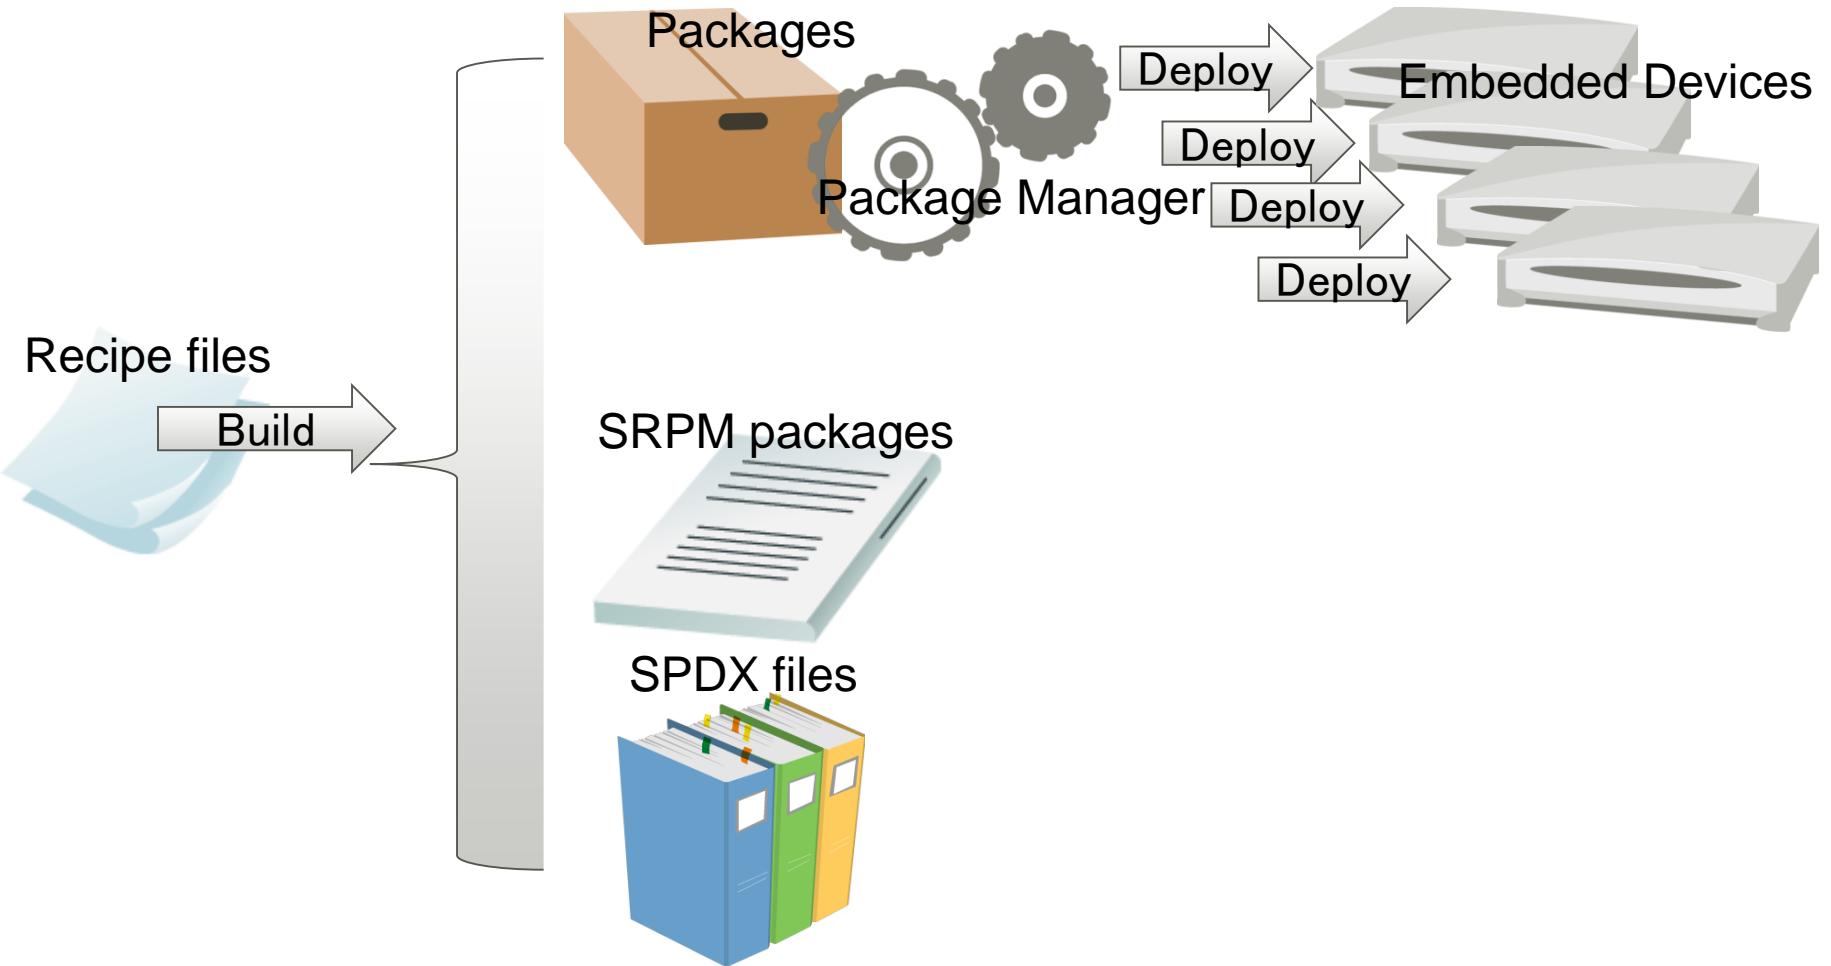 Packages
Deploy
Embedded Devices
Deploy
Package Manager
Deploy
Deploy
Recipe files
Build
SRPM packages
SPDX files